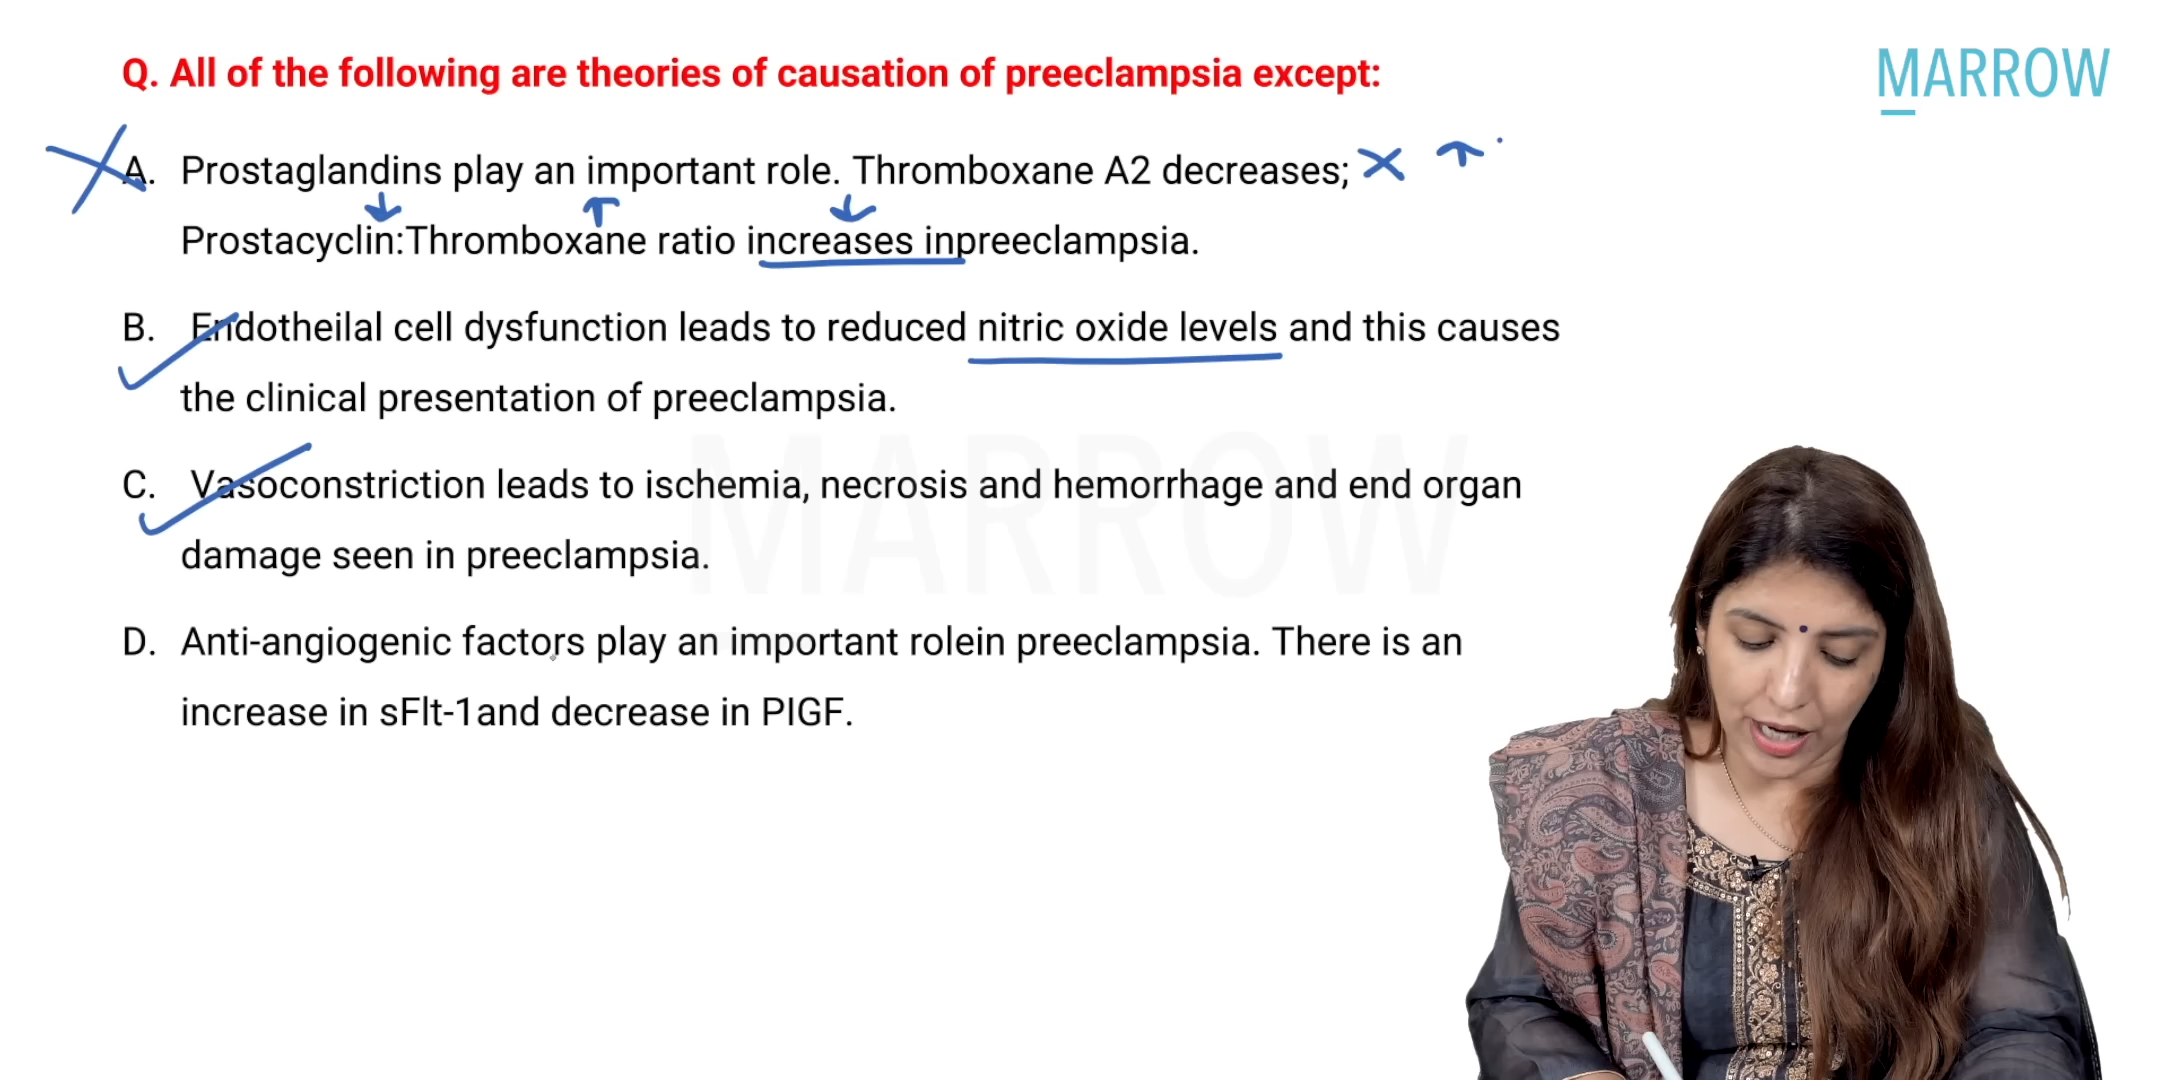 Q. All of the following are theories of causation of preeclampsia except:
MARROW
A. Prostaglandins play an important role. Thromboxane A2 decreases;
Prostacyclin:Thromboxane ratio increases inpreeclampsia.
B. Endotheilal cell dysfunction leads to reduced nitric oxide levels and this causes
the clinical presentation of preeclampsia.
C. Vasoconstriction leads to ischemia, necrosis and hemorrhage and end organ
damage seen in preeclampsia.
MARROW
D. Anti-angiogenic factors play an important rolein preeclampsia. There is an
increase in sFlt-1and decrease in PIGF.